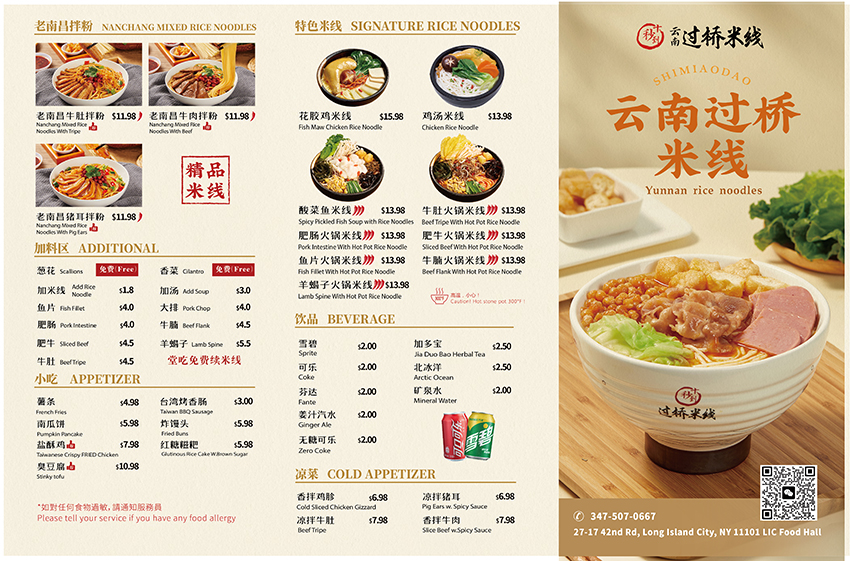 老南昌拌粉 NANCHANG MIXED RICE NOODLES
老南昌牛肚拌粉 $11.98
Nanchang Mixed Rice
Noodles With Tripe
老南昌牛肉拌粉 $11.98
Nanchang Mixed Rice
Noodles With Beef
老南昌猪耳拌粉 $11.98
Nanchang Mixed Rice
Noodles With Pig Ears
精品
米线
加料区 ADDITIONAL
葱花 Scallions 免费(Free)
香菜 Cilantro 免费(Free)
加米线 Add Rice Noodle $1.8
加汤 Add Soup $3.0
鱼片 Fish Fillet $4.0
大排 Pork Chop $4.0
肥肠 Pork Intestine $4.0
牛腩 Beef Flank $4.5
肥牛 Sliced Beef $4.5
羊蝎子 Lamb Spine $5.5
牛肚 Beef Tripe $4.5
堂吃免费续米线
小吃 APPETIZER
薯条 $4.98
French Fries
台湾烤香肠 $3.00
Taiwan BBQ Sausage
南瓜饼 $5.98
Pumpkin Pancake
炸馒头 $5.98
Fried Buns
盐酥鸡 $7.98
Taiwanese Crispy FRIED Chicken
红糖糍粑 $5.98
Glutinous Rice Cake W.Brown Sugar
臭豆腐 $10.98
Stinky tofu
*如對任何食物過敏,請通知服務員
Please tell your service if you have any food allergy
特色米线 SIGNATURE RICE NOODLES
花胶鸡米线 $15.98
Fish Maw Chicken Rice Noodle
鸡汤米线 $13.98
Chicken Rice Noodle
酸菜鱼米线 $13.98
Spicy Pickled Fish Soup with Rice Noodles
牛肚火锅米线 $13.98
Beef Tripe With Hot Pot Rice Noodle
肥肠火锅米线 $13.98
Pork Intestine With Hot Pot Rice Noodle
肥牛火锅米线 $13.98
Sliced Beef With Hot Pot Rice Noodle
鱼片火锅米线 $13.98
Fish Fillet With Hot Pot Rice Noodle
牛腩火锅米线 $13.98
Beef Flank With Hot Pot Rice Noodle
羊蝎子火锅米线 $13.98
Lamb Spine With Hot Pot Rice Noodle
300°F
高温,小心!
Caution! Hot stone pot 300°F!
饮品 BEVERAGE
雪碧 $2.00
Sprite
加多宝 $2.50
Jia Duo Bao Herbal Tea
可乐 $2.00
Coke
北冰洋 $2.50
Arctic Ocean
芬达 $2.00
Fante
矿泉水 $2.00
Mineral Water
姜汁汽水 $2.00
Ginger Ale
无糖可乐 $2.00
Zero Coke
可口可乐
雪碧
凉菜 COLD APPETIZER
香拌鸡胗 $6.98
Cold Sliced Chicken Gizzard
凉拌猪耳 $6.98
Pig Ears w. Spicy Sauce
凉拌牛肚 $7.98
Beef Tripe
香拌牛肉 $7.98
Slice Beef w.Spicy Sauce
十秒到 云南过桥米线
SHIMIAODAO
云南过桥
米线
Yunnan rice noodles
十秒到
过桥米线
347-507-0667
27-17 42nd Rd, Long Island City, NY 11101 LIC Food Hall